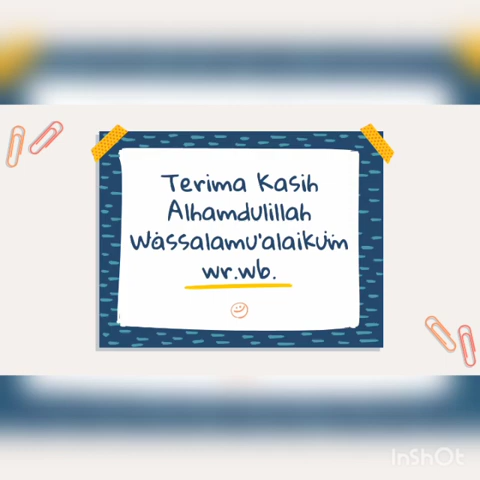 Terima Kasih
Alhamdulillah
Wassalamu'alaikum
wr.wb.
InShOt